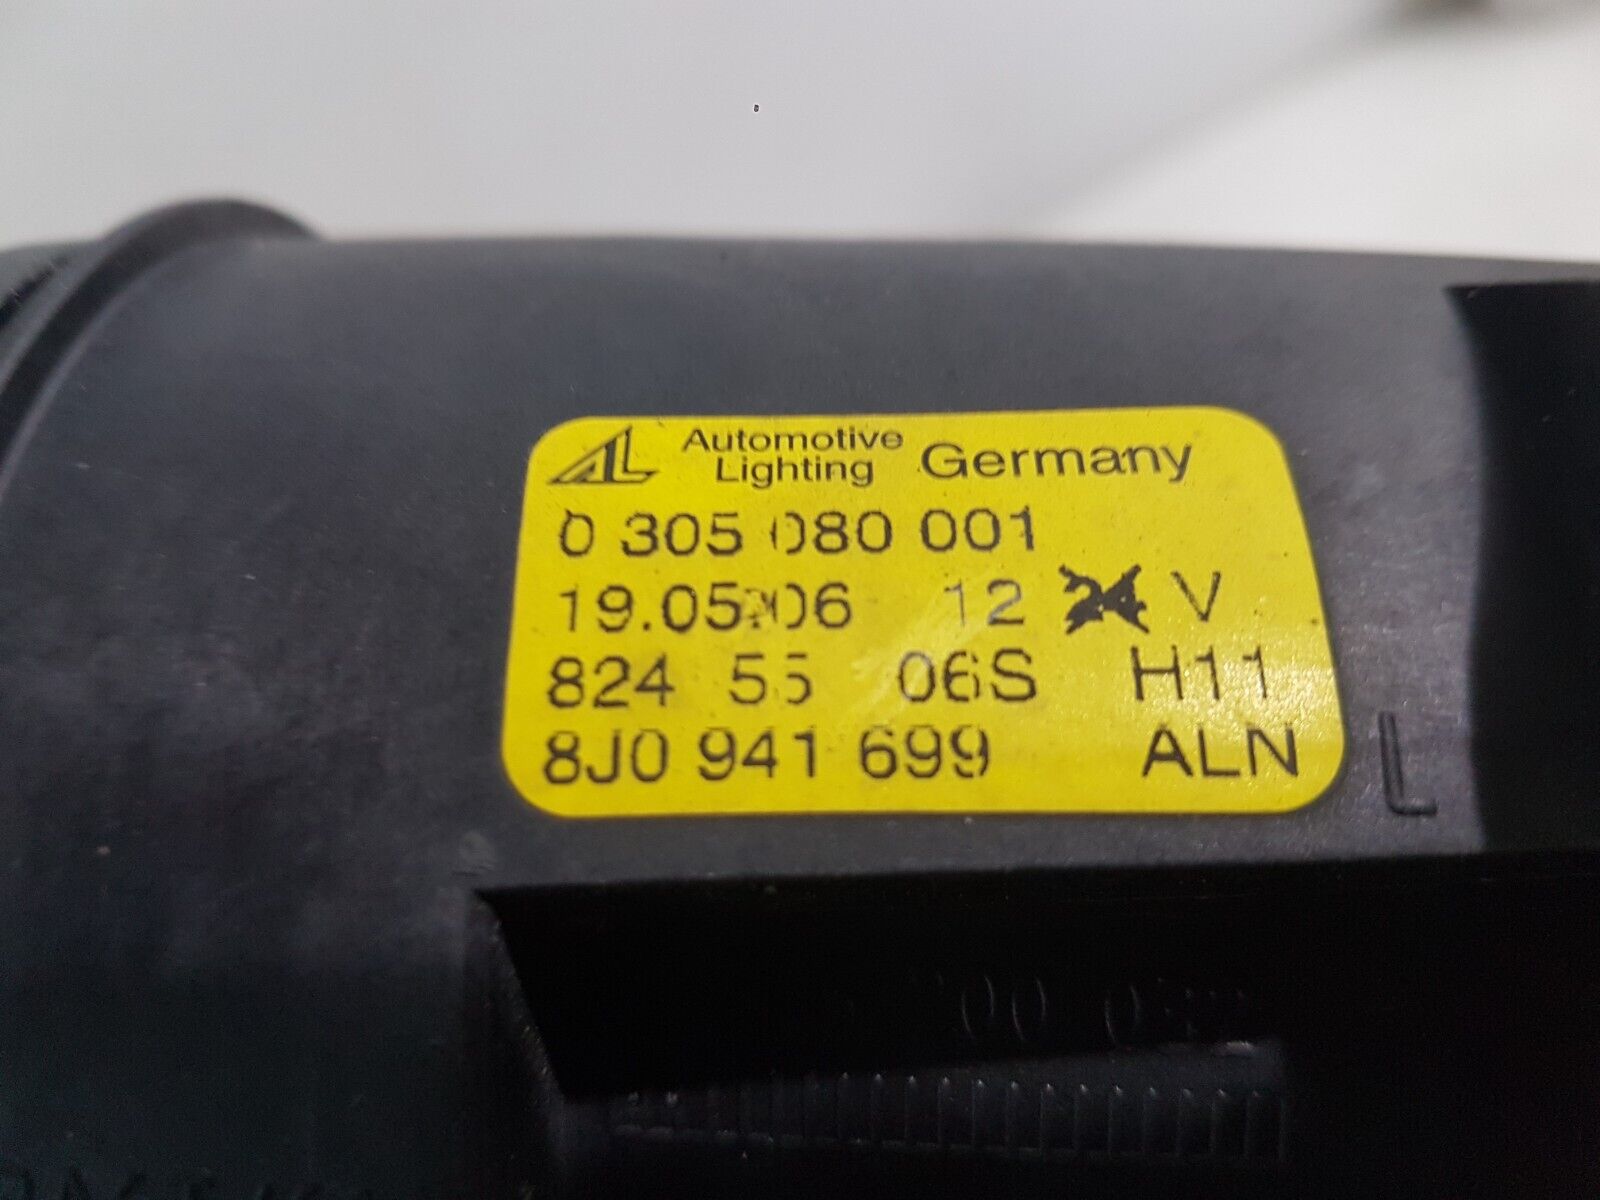 AL Automotive Lighting Germany
0 305 080 001
19.05.06 12 24 V
824 55 06S H11
8J0 941 699 ALN
L